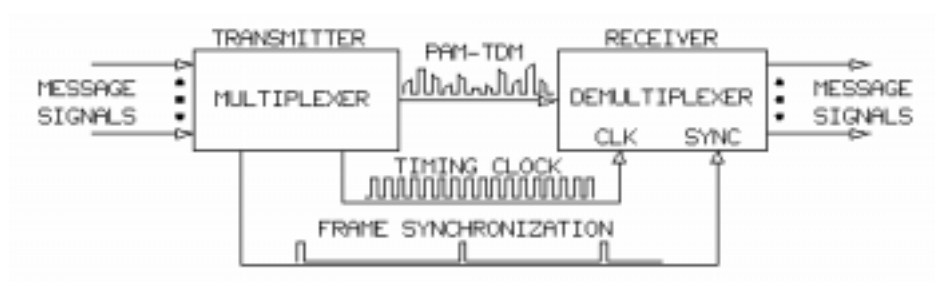 TRANSMITTER
RECEIVER
PAM-TDM
MESSAGE
SIGNALS
MULTIPLEXER
DEMULTIPLEXER
MESSAGE
SIGNALS
CLK
SYNC
TIMING CLOCK
FRAME SYNCHRONIZATION